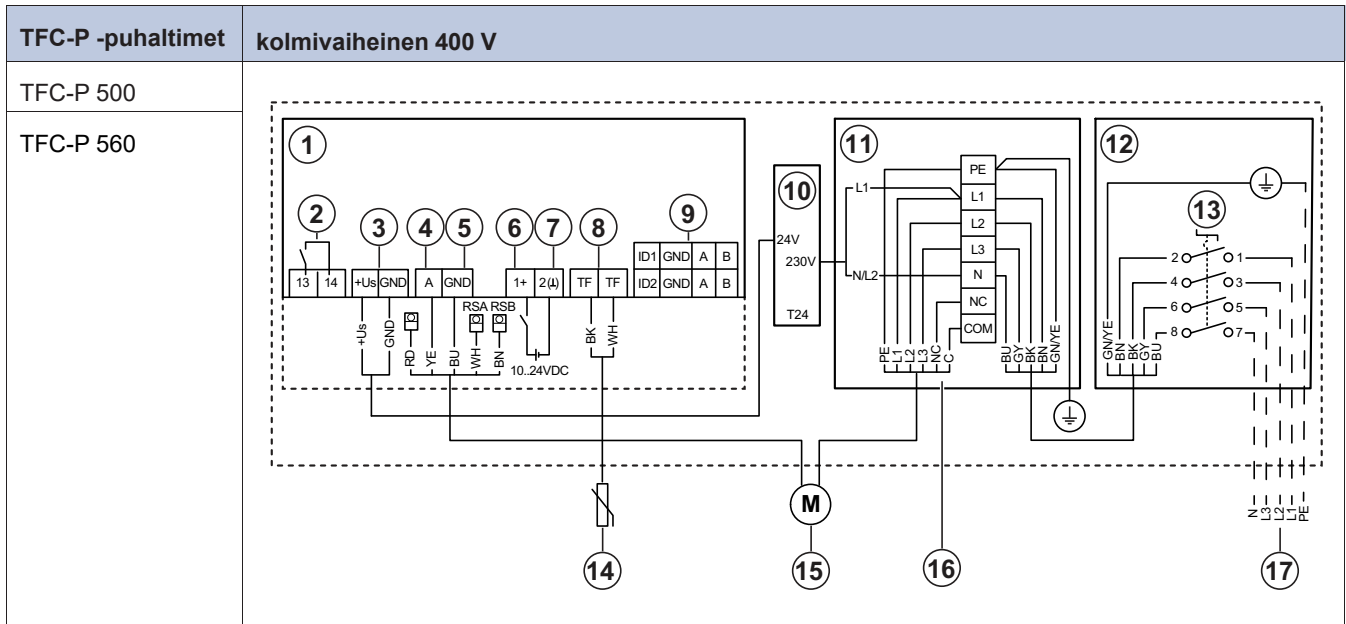 TFC-P -puhaltimet
kolmivaiheinen 400 V
TFC-P 500
TFC-P 560
1
2
3
4
5
6
7
8
9
10
11
12
13
13 14
+Us GND
A GND
1+ 2(⊥)
TF TF
ID1 GND A B
ID2 GND A B
+Us
GND
RD
YE
BU
RSA RSB
WH
BN
10..24VDC
BK
WH
24V
230V
T24
L1
N/L2
PE
L1
L2
L3
N
NC
COM
PE
L1
L2
L3
NC
C
BU
GY
BK
BN
GN/YE
GN/YE
BN
BK
GY
BU
2 1
4 3
6 5
8 7
N
L3
L2
L1
PE
M
14
15
16
17